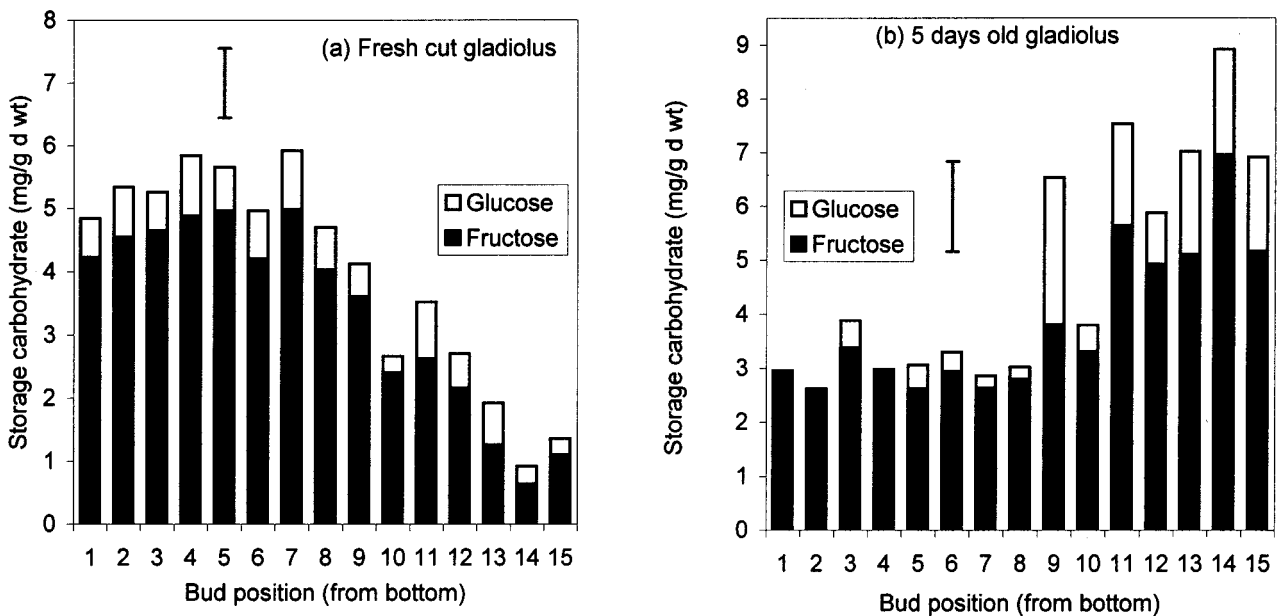 (a) Fresh cut gladiolus
Storage carbohydrate (mg/g d wt)
8
7
6
5
4
3
2
1
0
Glucose
Fructose
1 2 3 4 5 6 7 8 9 10 11 12 13 14 15
Bud position (from bottom)
(b) 5 days old gladiolus
Storage carbohydrate (mg/g d wt)
9
8
7
6
5
4
3
2
1
0
Glucose
Fructose
1 2 3 4 5 6 7 8 9 10 11 12 13 14 15
Bud position (from bottom)